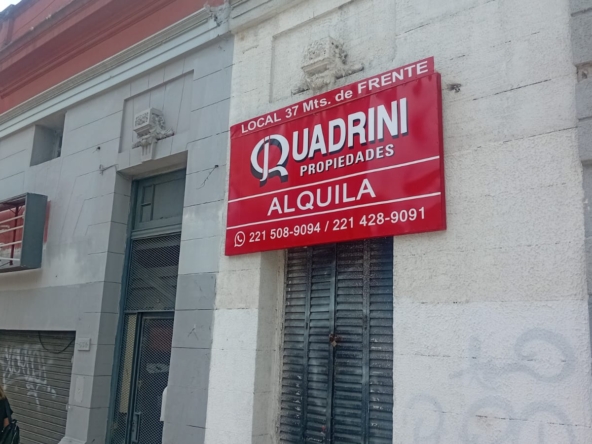 LOCAL 37 Mts. de FRENTE
QUADRINI
PROPIEDADES
ALQUILA
221 508-9094 / 221 428-9091